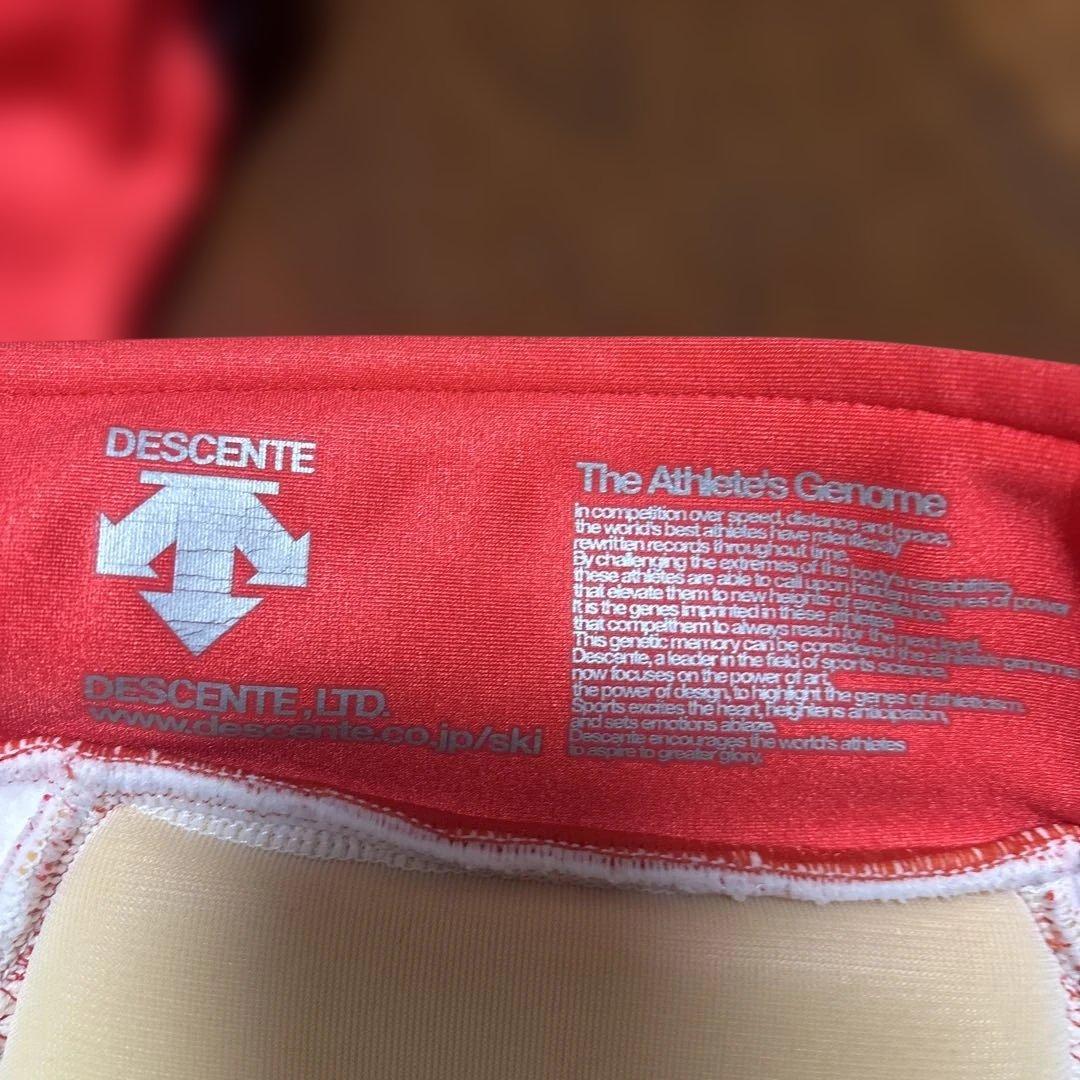 DESCENTE
DESCENTE,LTD.
www.descente.co.jp/ski
The Athlete's Genome
In competition over speed, distance and grace,
the world's best athletes have relentlessly
rewritten records throughout time.
By challenging the extremes of the body's capabilities,
these athletes are able to call upon hidden reserves of power
that elevate them to new heights of excellence.
It is the genes imprinted in these athletes
that compel them to always reach for the next level.
This genetic memory can be considered the athlete's genome
Descente, a leader in the field of sports science,
now focuses on the power of art,
the power of design, to highlight the genes of athleticism.
Sports excites the heart, heightens anticipation,
and sets emotions ablaze.
Descente encourages the world's athletes
to aspire to greater glory.